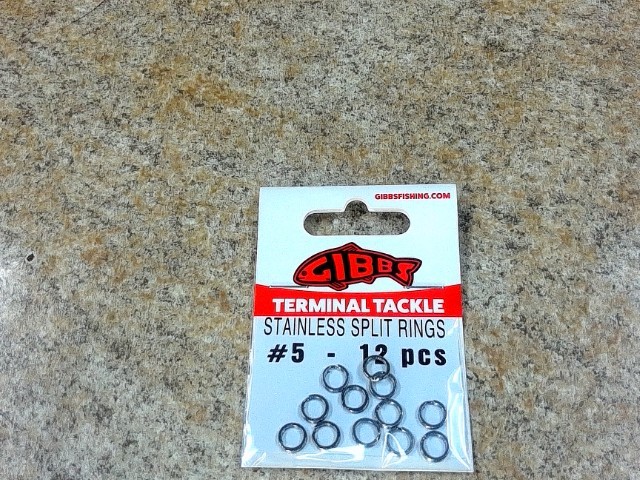 GIBBSFISHING.COM
GIBBS
TERMINAL TACKLE
STAINLESS SPLIT RINGS
#5 - 12 pcs